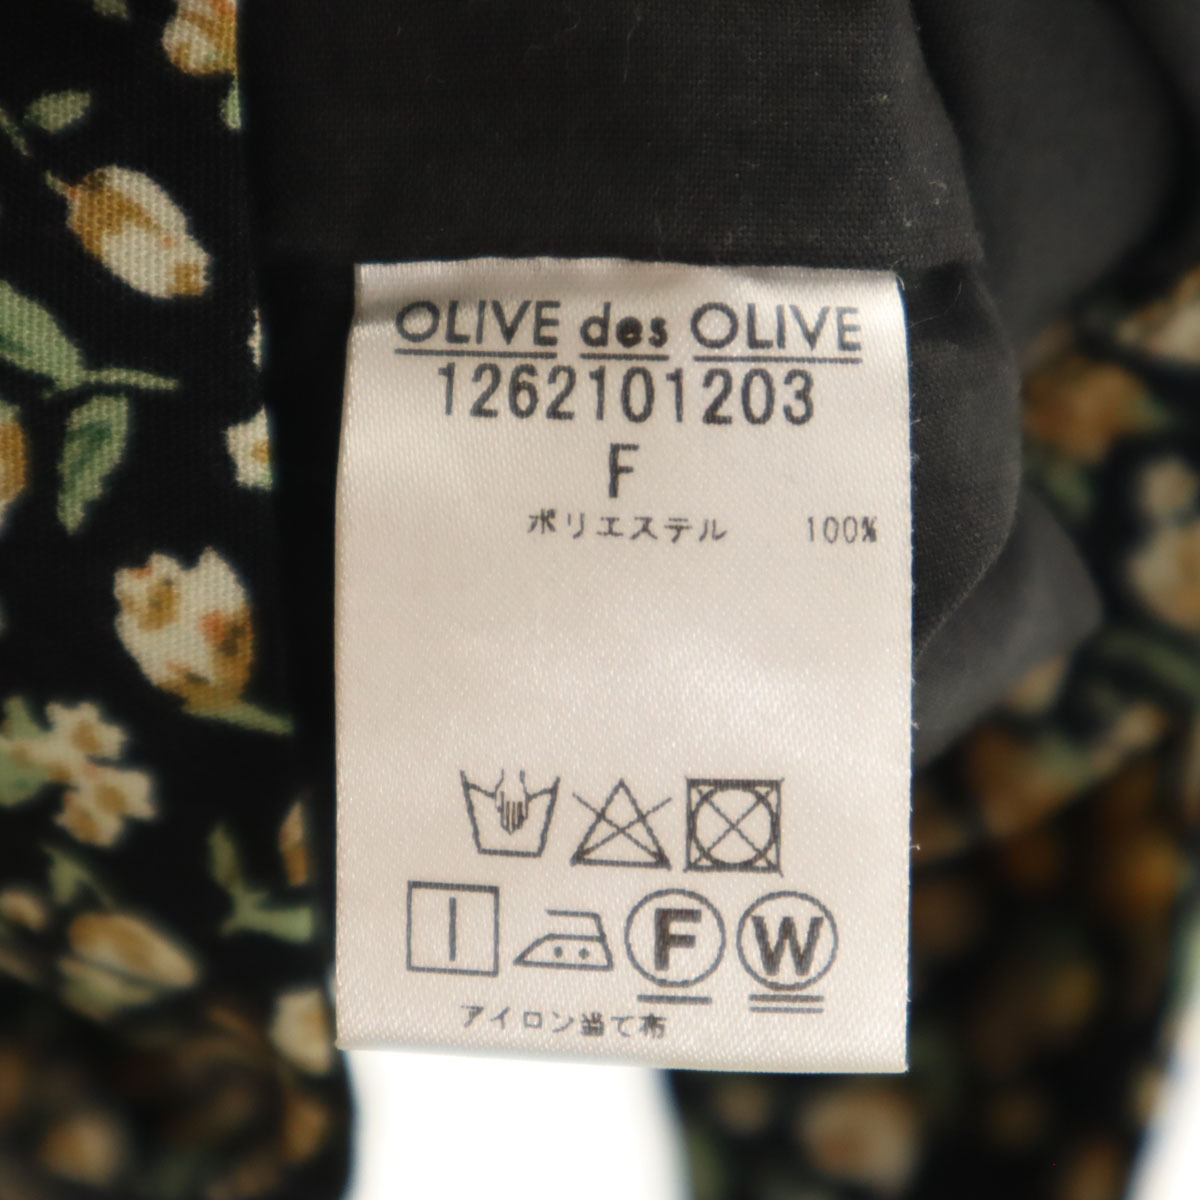 OLIVE des OLIVE
1262101203
F
ポリエステル 100%
F W
アイロン当て布